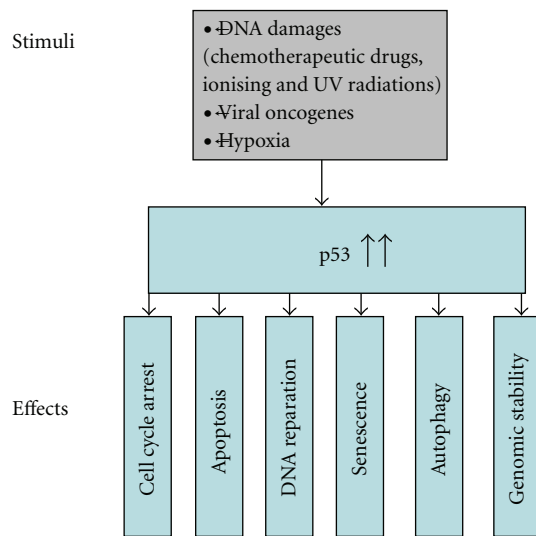 Stimuli
• DNA damages
(chemotherapeutic drugs,
ionising and UV radiations)
• Viral oncogenes
• Hypoxia
p53 ↑↑
Effects
Cell cycle arrest
Apoptosis
DNA reparation
Senescence
Autophagy
Genomic stability